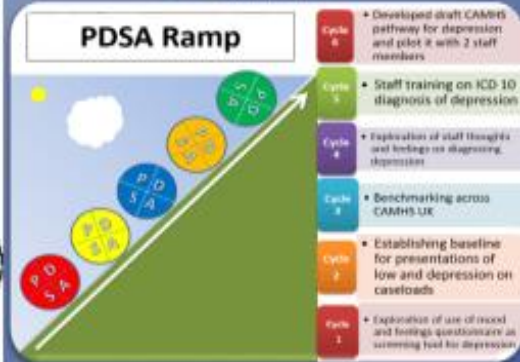 PDSA Ramp
P D
S A
P D
S A
P D
S A
P D
S A
Cycle
6
• Developed draft CAMHS
pathway for depression
and pilot it with 2 staff
members
Cycle
5
• Staff training on ICD 10
diagnosis of depression
Cycle
4
• Exploration of staff thoughts
and feelings on diagnosing
depression
Cycle
3
• Benchmarking across
CAMHS UK
Cycle
2
• Establishing baseline
for presentations of
low and depression on
caseloads
Cycle
1
• Exploration of use of mood
and feelings questionnaire as
screening tool for depression